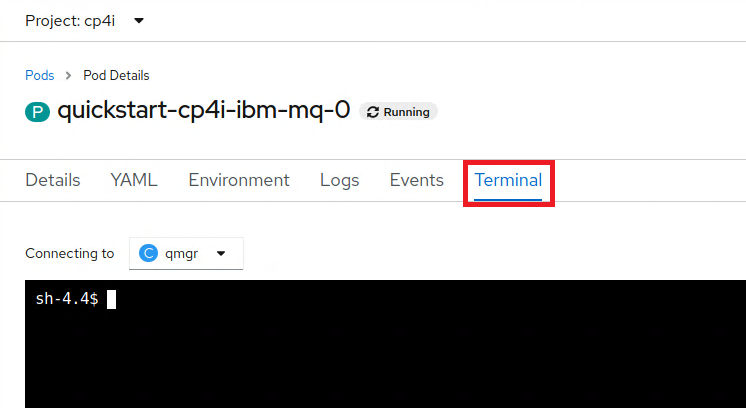 Project: cp4i
Pods > Pod Details
P quickstart-cp4i-ibm-mq-0 Running
Details YAML Environment Logs Events Terminal
Connecting to C qmgr
sh-4.4$